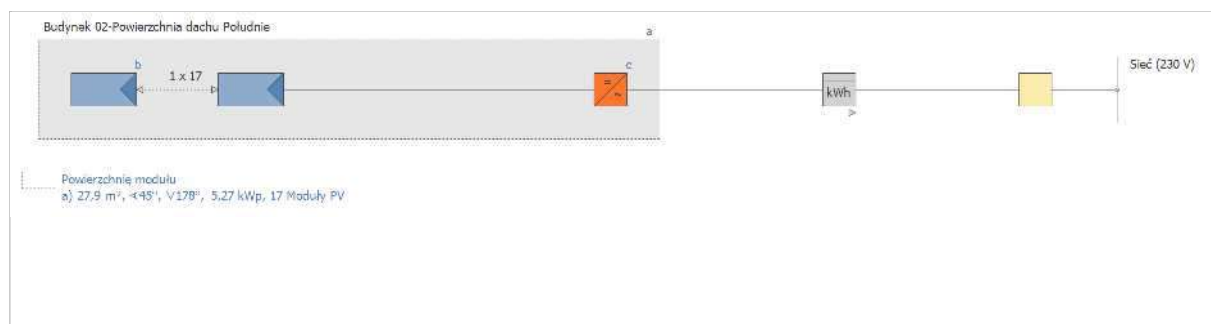 Budynek 02-Powierzchnia dachu Południe
a
b
c
1 x 17
Sieć (230 V)
=
~
kWh
Powierzchnię modułu
a) 27,9 m², ∢45°, ∨178°, 5,27 kWp, 17 Moduły PV